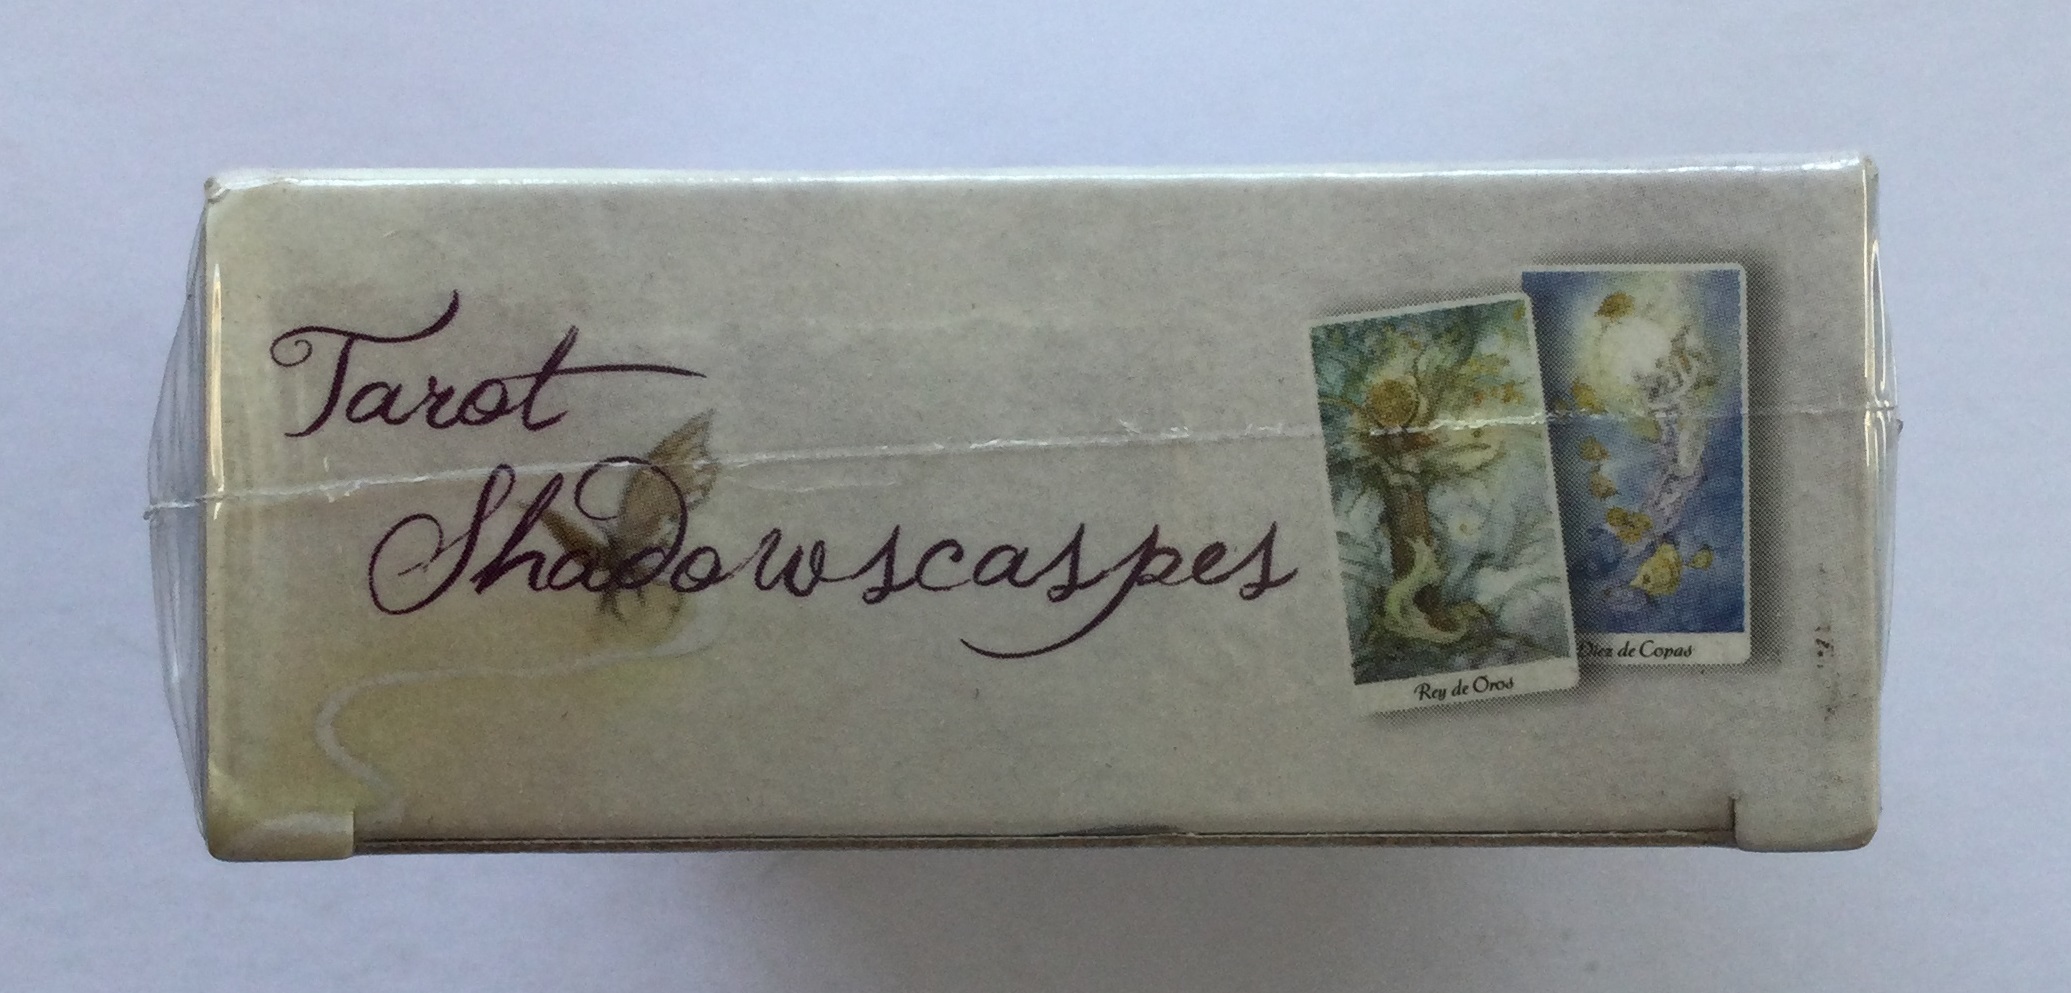 Tarot
Shadowscaspes
Rey de Oros
Diez de Copas